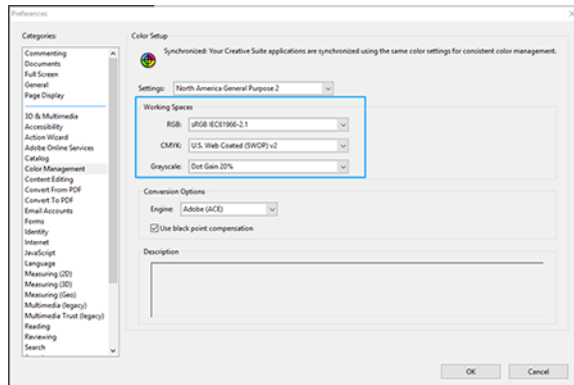 Preferences
Categories:
Commenting
Documents
Full Screen
General
Page Display
3D & Multimedia
Accessibility
Action Wizard
Adobe Online Services
Catalog
Color Management
Content Editing
Convert From PDF
Convert To PDF
Email Accounts
Forms
Identity
Internet
JavaScript
Language
Measuring (2D)
Measuring (3D)
Measuring (Geo)
Multimedia (legacy)
Multimedia Trust (legacy)
Reading
Reviewing
Search
Color Setup
Synchronized: Your Creative Suite applications are synchronized using the same color settings for consistent color management.
Settings: North America General Purpose 2
Working Spaces
RGB: sRGB IEC61966-2.1
CMYK: U.S. Web Coated (SWOP) v2
Grayscale: Dot Gain 20%
Conversion Options
Engine: Adobe (ACE)
Use black point compensation
Description
OK Cancel